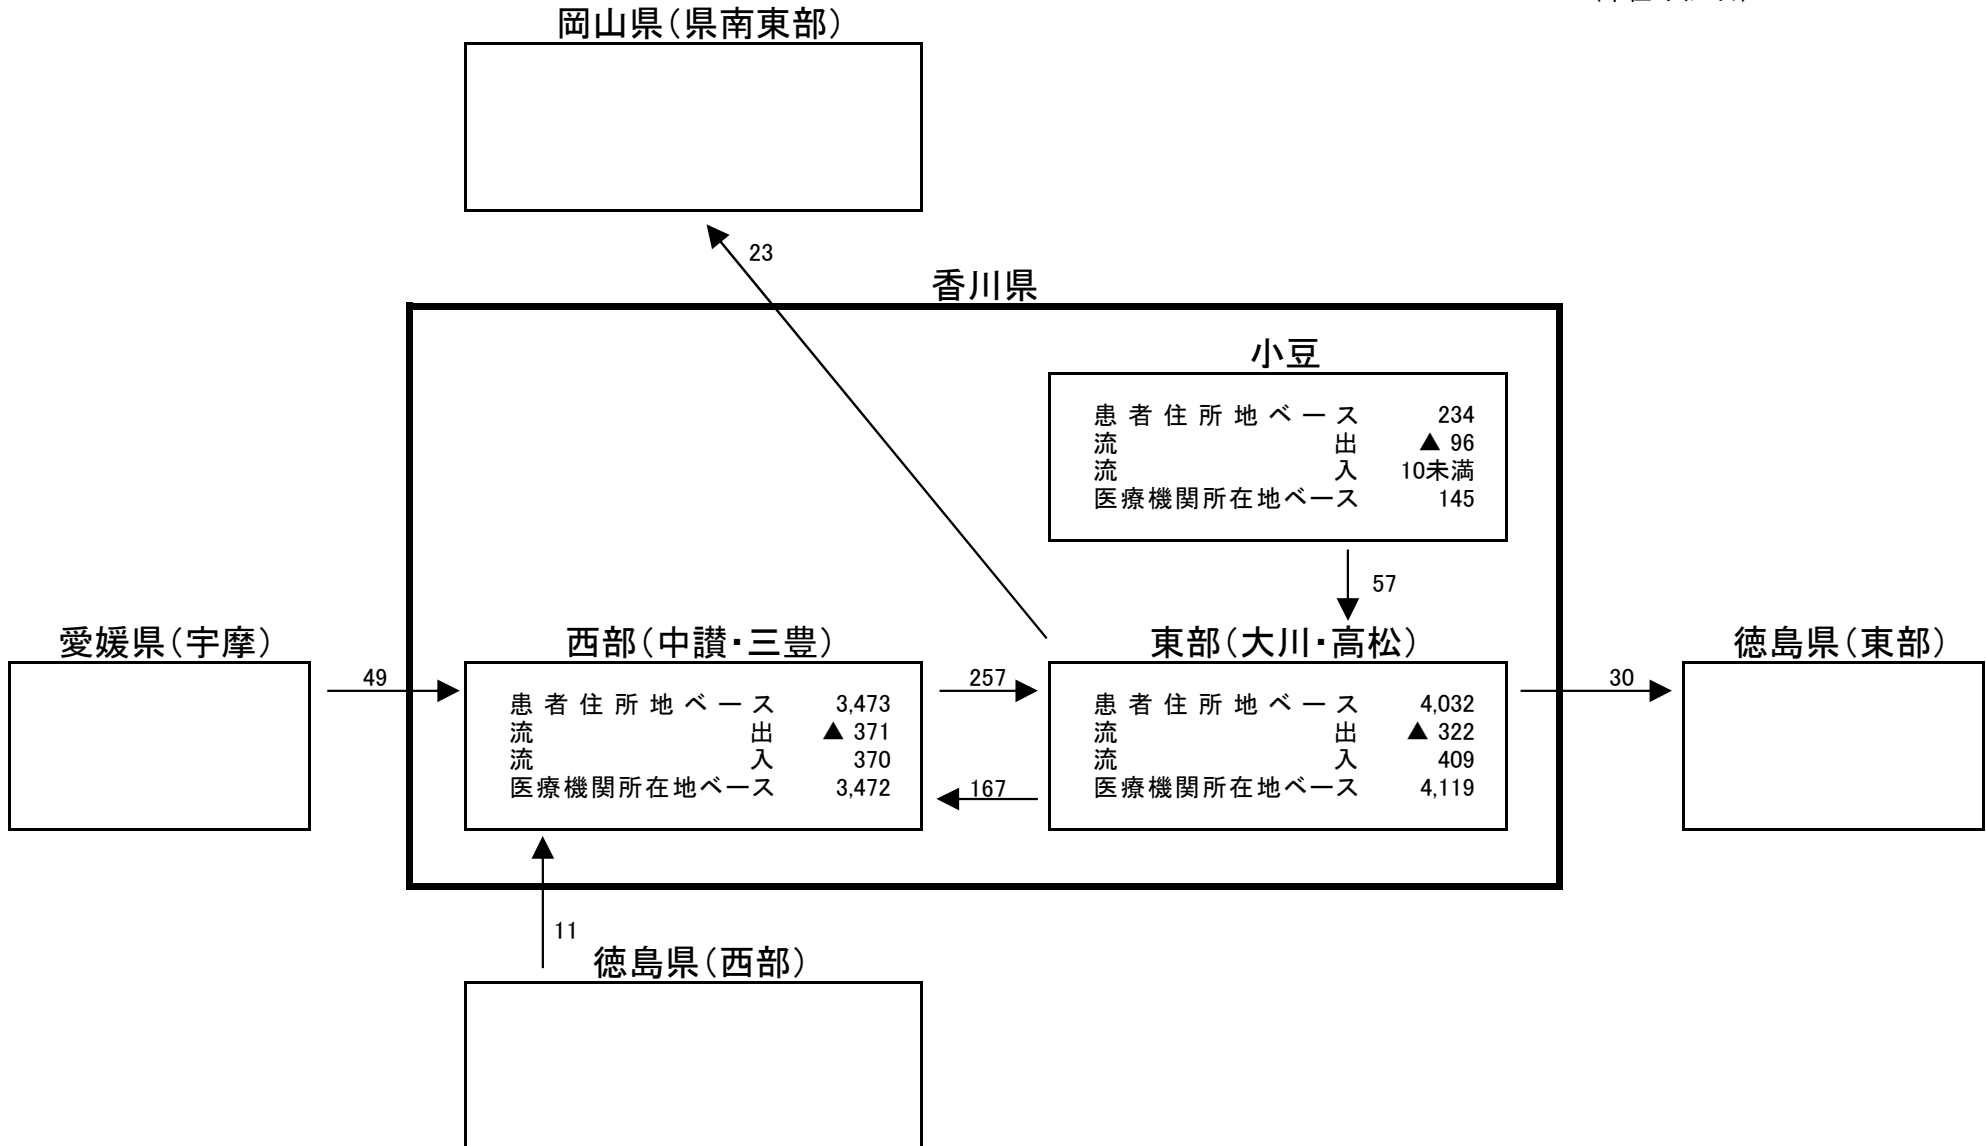 岡山県（県南東部）
23
香川県
小豆
患者住所地ベース 234
流出 ▲ 96
流入 10未満
医療機関所在地ベース 145
57
愛媛県（宇摩）
49
西部（中讃・三豊）
患者住所地ベース 3,473
流出 ▲ 371
流入 370
医療機関所在地ベース 3,472
257
167
東部（大川・高松）
患者住所地ベース 4,032
流出 ▲ 322
流入 409
医療機関所在地ベース 4,119
30
徳島県（東部）
11
徳島県（西部）